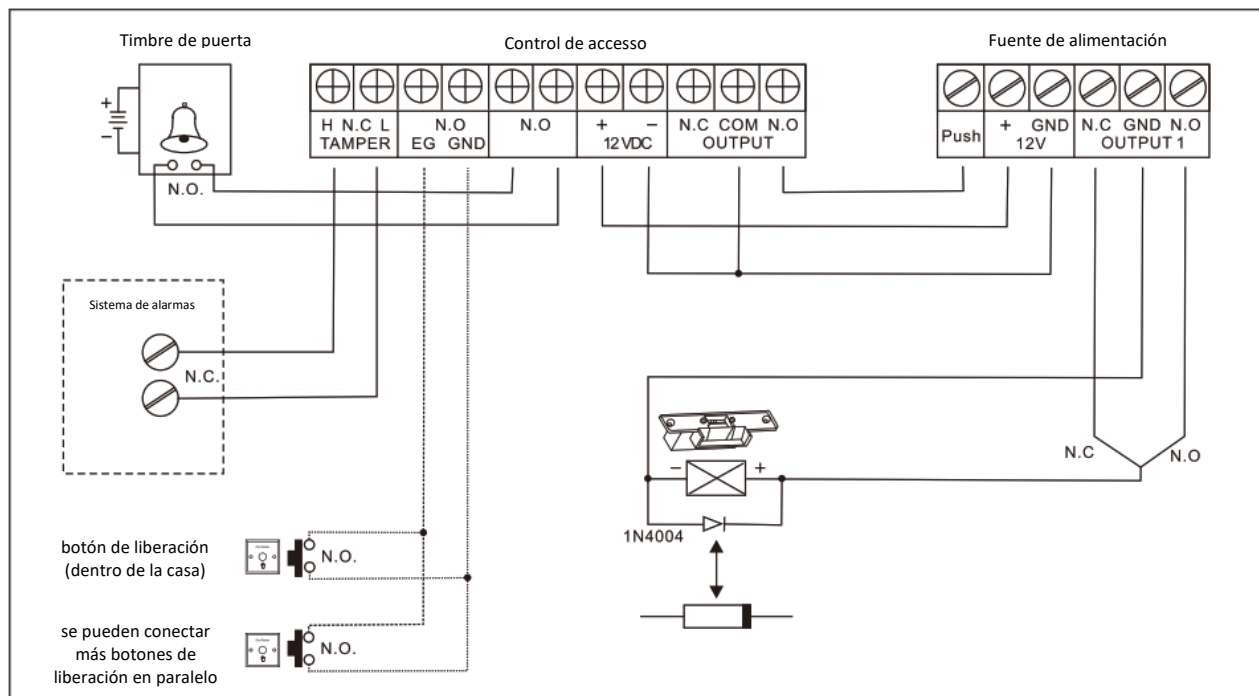 Timbre de puerta
Control de accesso
Fuente de alimentación
+
−
N.O.
H N.C L
TAMPER
N.O
EG GND
N.O
+ −
12VDC
N.C COM N.O
OUTPUT
Push
+ GND
12V
N.C GND N.O
OUTPUT 1
Sistema de alarmas
N.C.
N.C
N.O
− +
1N4004
botón de liberación
(dentro de la casa)
N.O.
se pueden conectar
más botones de
liberación en paralelo
N.O.